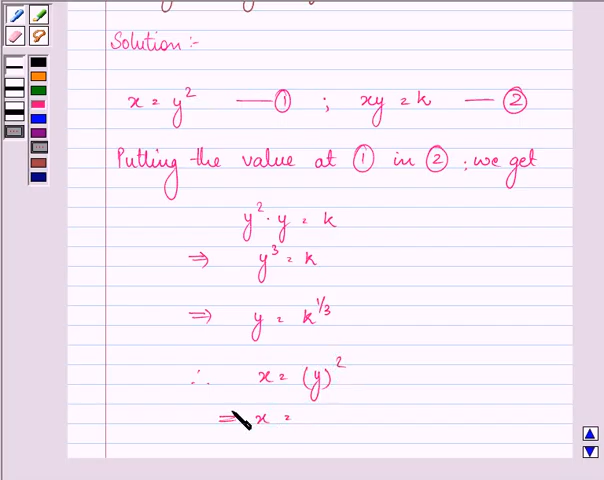 Solution :-
x = y² —— ① ; xy = k —— ②
Putting the value at ① in ② ; we get
y² · y = k
⇒ y³ = k
⇒ y = k^1/3
∴ x = (y)²
⇒ x =